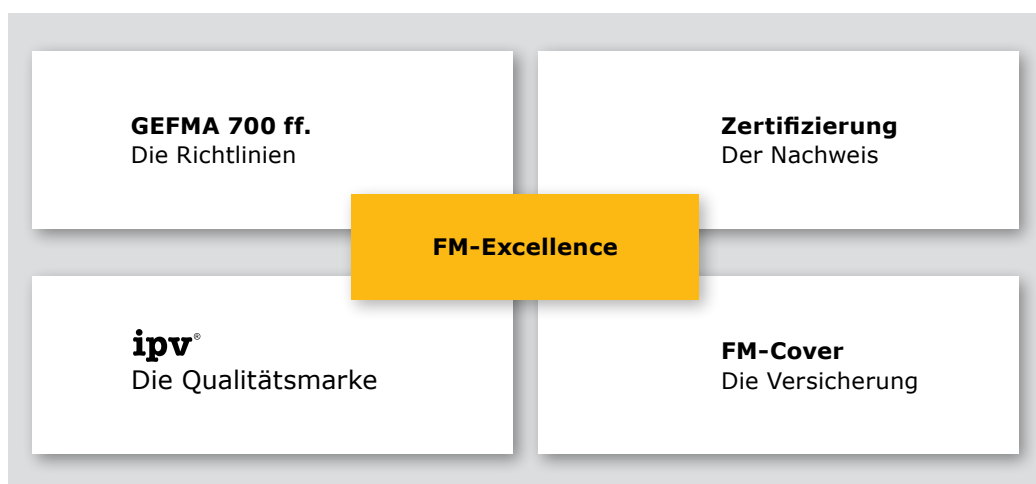 GEFMA 700 ff.
Die Richtlinien
Zertifizierung
Der Nachweis
FM-Excellence
ipv®
Die Qualitätsmarke
FM-Cover
Die Versicherung